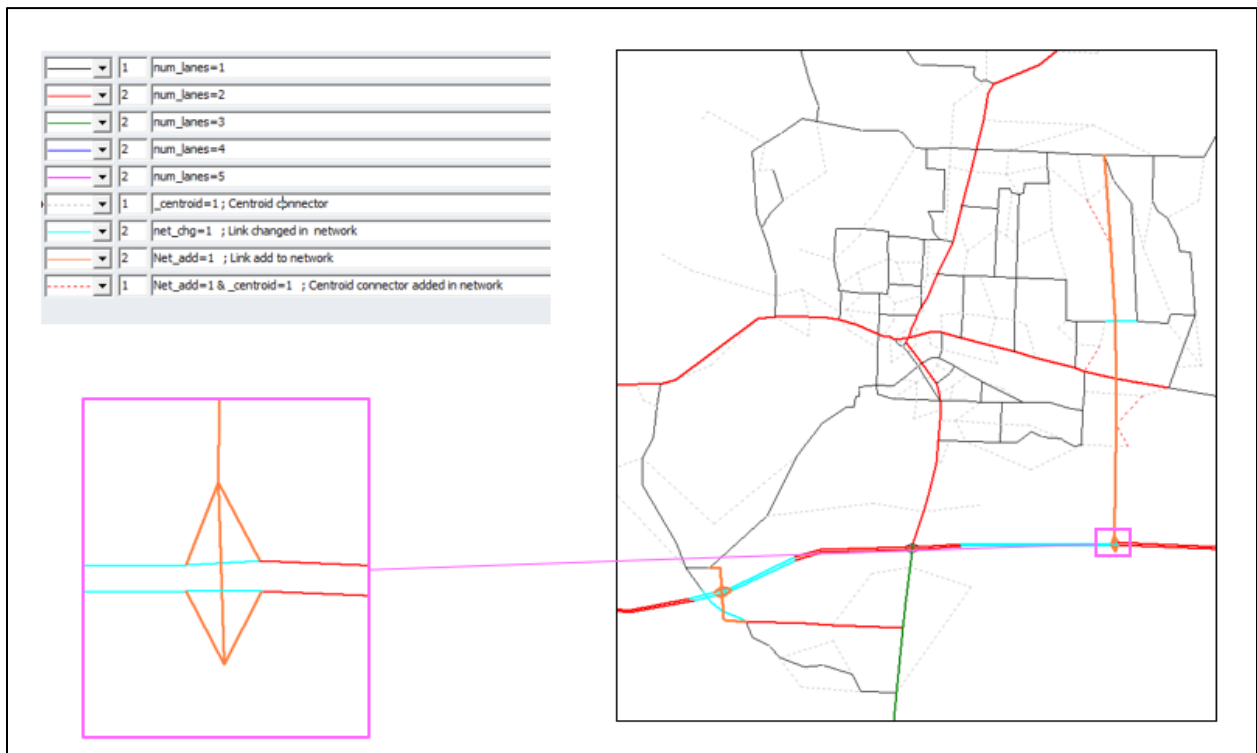 1 num_lanes=1
2 num_lanes=2
2 num_lanes=3
2 num_lanes=4
2 num_lanes=5
1 _centroid=1 ; Centroid connector
2 net_chg=1 ; Link changed in network
2 Net_add=1 ; Link add to network
1 Net_add=1 & _centroid=1 ; Centroid connector added in network